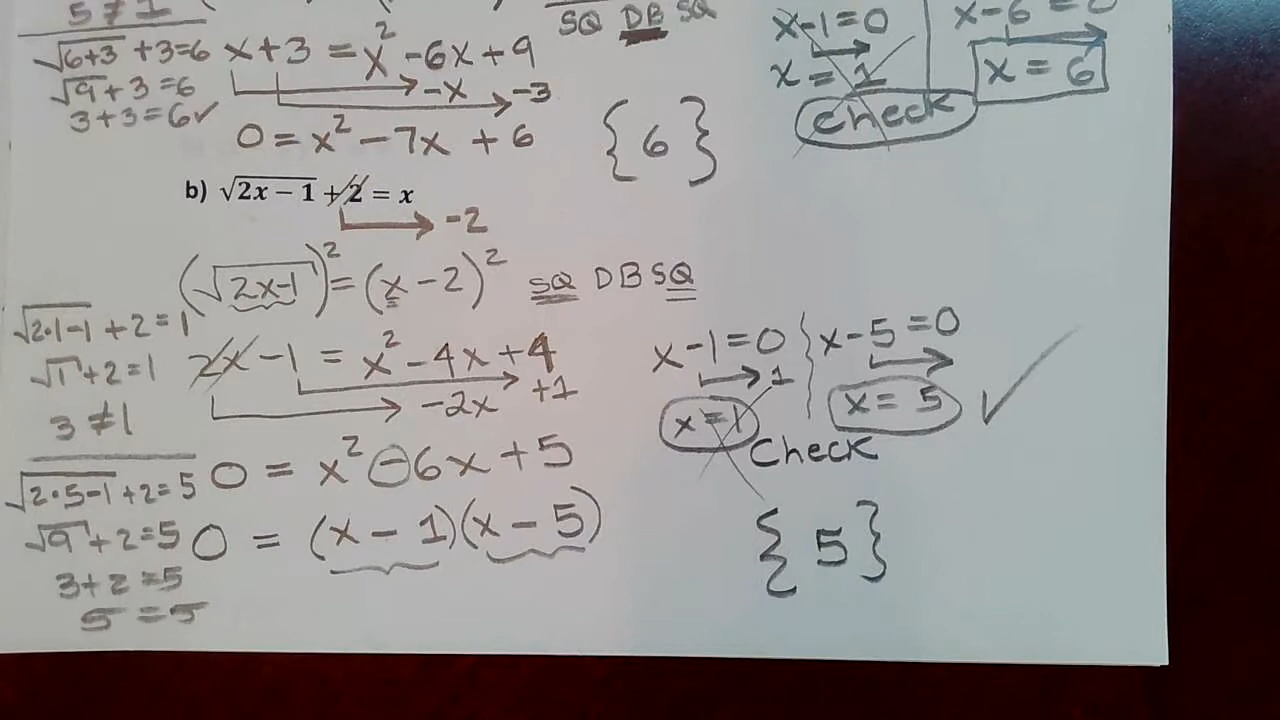 5 ≠ 1
√6+3 + 3 = 6
√9 + 3 = 6
3 + 3 = 6 ✓
x + 3 = x² - 6x + 9
-x -3
0 = x² - 7x + 6
SQ DB SQ
{6}
x - 1 = 0
x = 1
Check
x - 6 = 0
x = 6
b) √2x − 1 + 2 = x
-2
(√2x-1)² = (x - 2)² SQ DB SQ
2x - 1 = x² - 4x + 4
-2x +1
0 = x² - 6x + 5
0 = (x - 1)(x - 5)
√2·1-1 + 2 = 1
√1 + 2 = 1
3 ≠ 1
√2·5-1 + 2 = 5
√9 + 2 = 5
3 + 2 = 5
5 = 5
x - 1 = 0
1
x = 1
Check
x - 5 = 0
x = 5 ✓
{5}